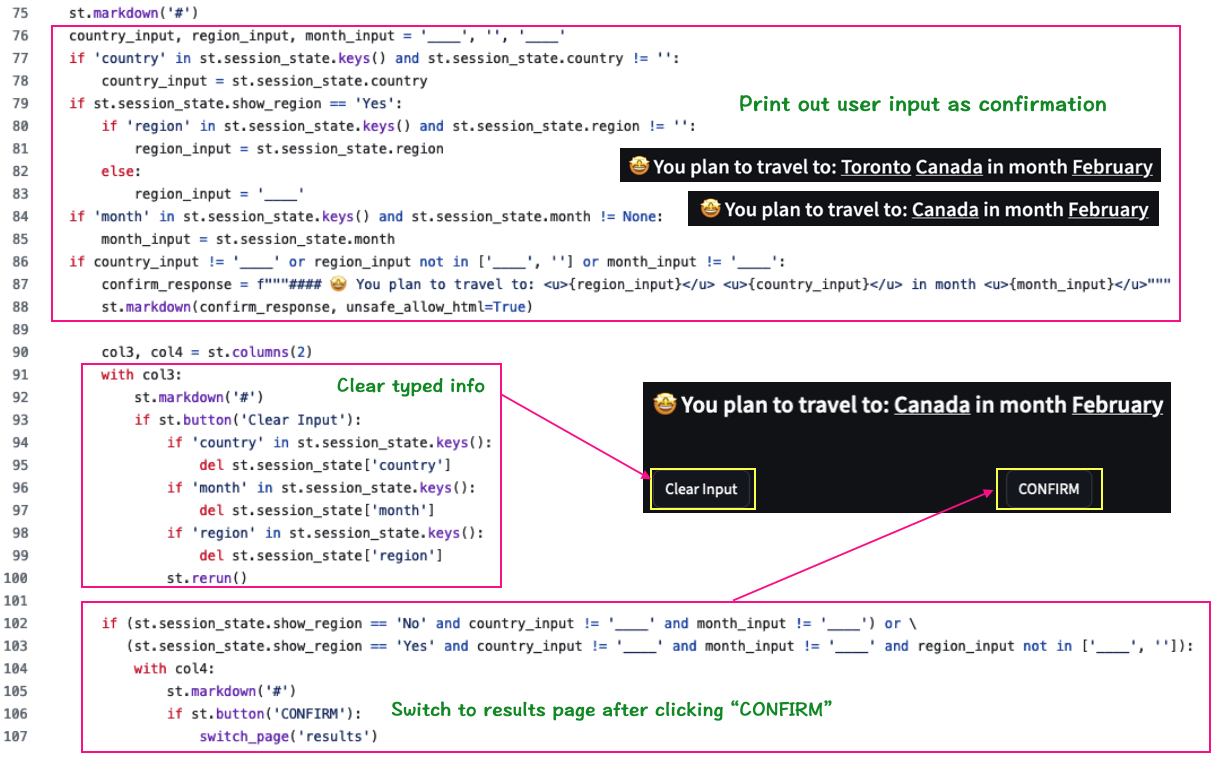 75 st.markdown('#')
76 country_input, region_input, month_input = '____', '', '____'
77 if 'country' in st.session_state.keys() and st.session_state.country != '':
78 country_input = st.session_state.country
79 if st.session_state.show_region == 'Yes':
Print out user input as confirmation
80 if 'region' in st.session_state.keys() and st.session_state.region != '':
81 region_input = st.session_state.region
82 else:
🤩 You plan to travel to: Toronto Canada in month February
83 region_input = '____'
84 if 'month' in st.session_state.keys() and st.session_state.month != None:
🤩 You plan to travel to: Canada in month February
85 month_input = st.session_state.month
86 if country_input != '____' or region_input not in ['____', ''] or month_input != '____':
87 confirm_response = f"""#### 🤩 You plan to travel to: <u>{region_input}</u> <u>{country_input}</u> in month <u>{month_input}</u>"""
88 st.markdown(confirm_response, unsafe_allow_html=True)
89
90 col3, col4 = st.columns(2)
91 with col3:
Clear typed info
92 st.markdown('#')
93 if st.button('Clear Input'):
94 if 'country' in st.session_state.keys():
95 del st.session_state['country']
96 if 'month' in st.session_state.keys():
97 del st.session_state['month']
98 if 'region' in st.session_state.keys():
99 del st.session_state['region']
100 st.rerun()
🤩 You plan to travel to: Canada in month February
Clear Input
CONFIRM
101
102 if (st.session_state.show_region == 'No' and country_input != '____' and month_input != '____') or \
103 (st.session_state.show_region == 'Yes' and country_input != '____' and month_input != '____' and region_input not in ['____', '']):
104 with col4:
105 st.markdown('#')
106 if st.button('CONFIRM'):
Switch to results page after clicking “CONFIRM”
107 switch_page('results')